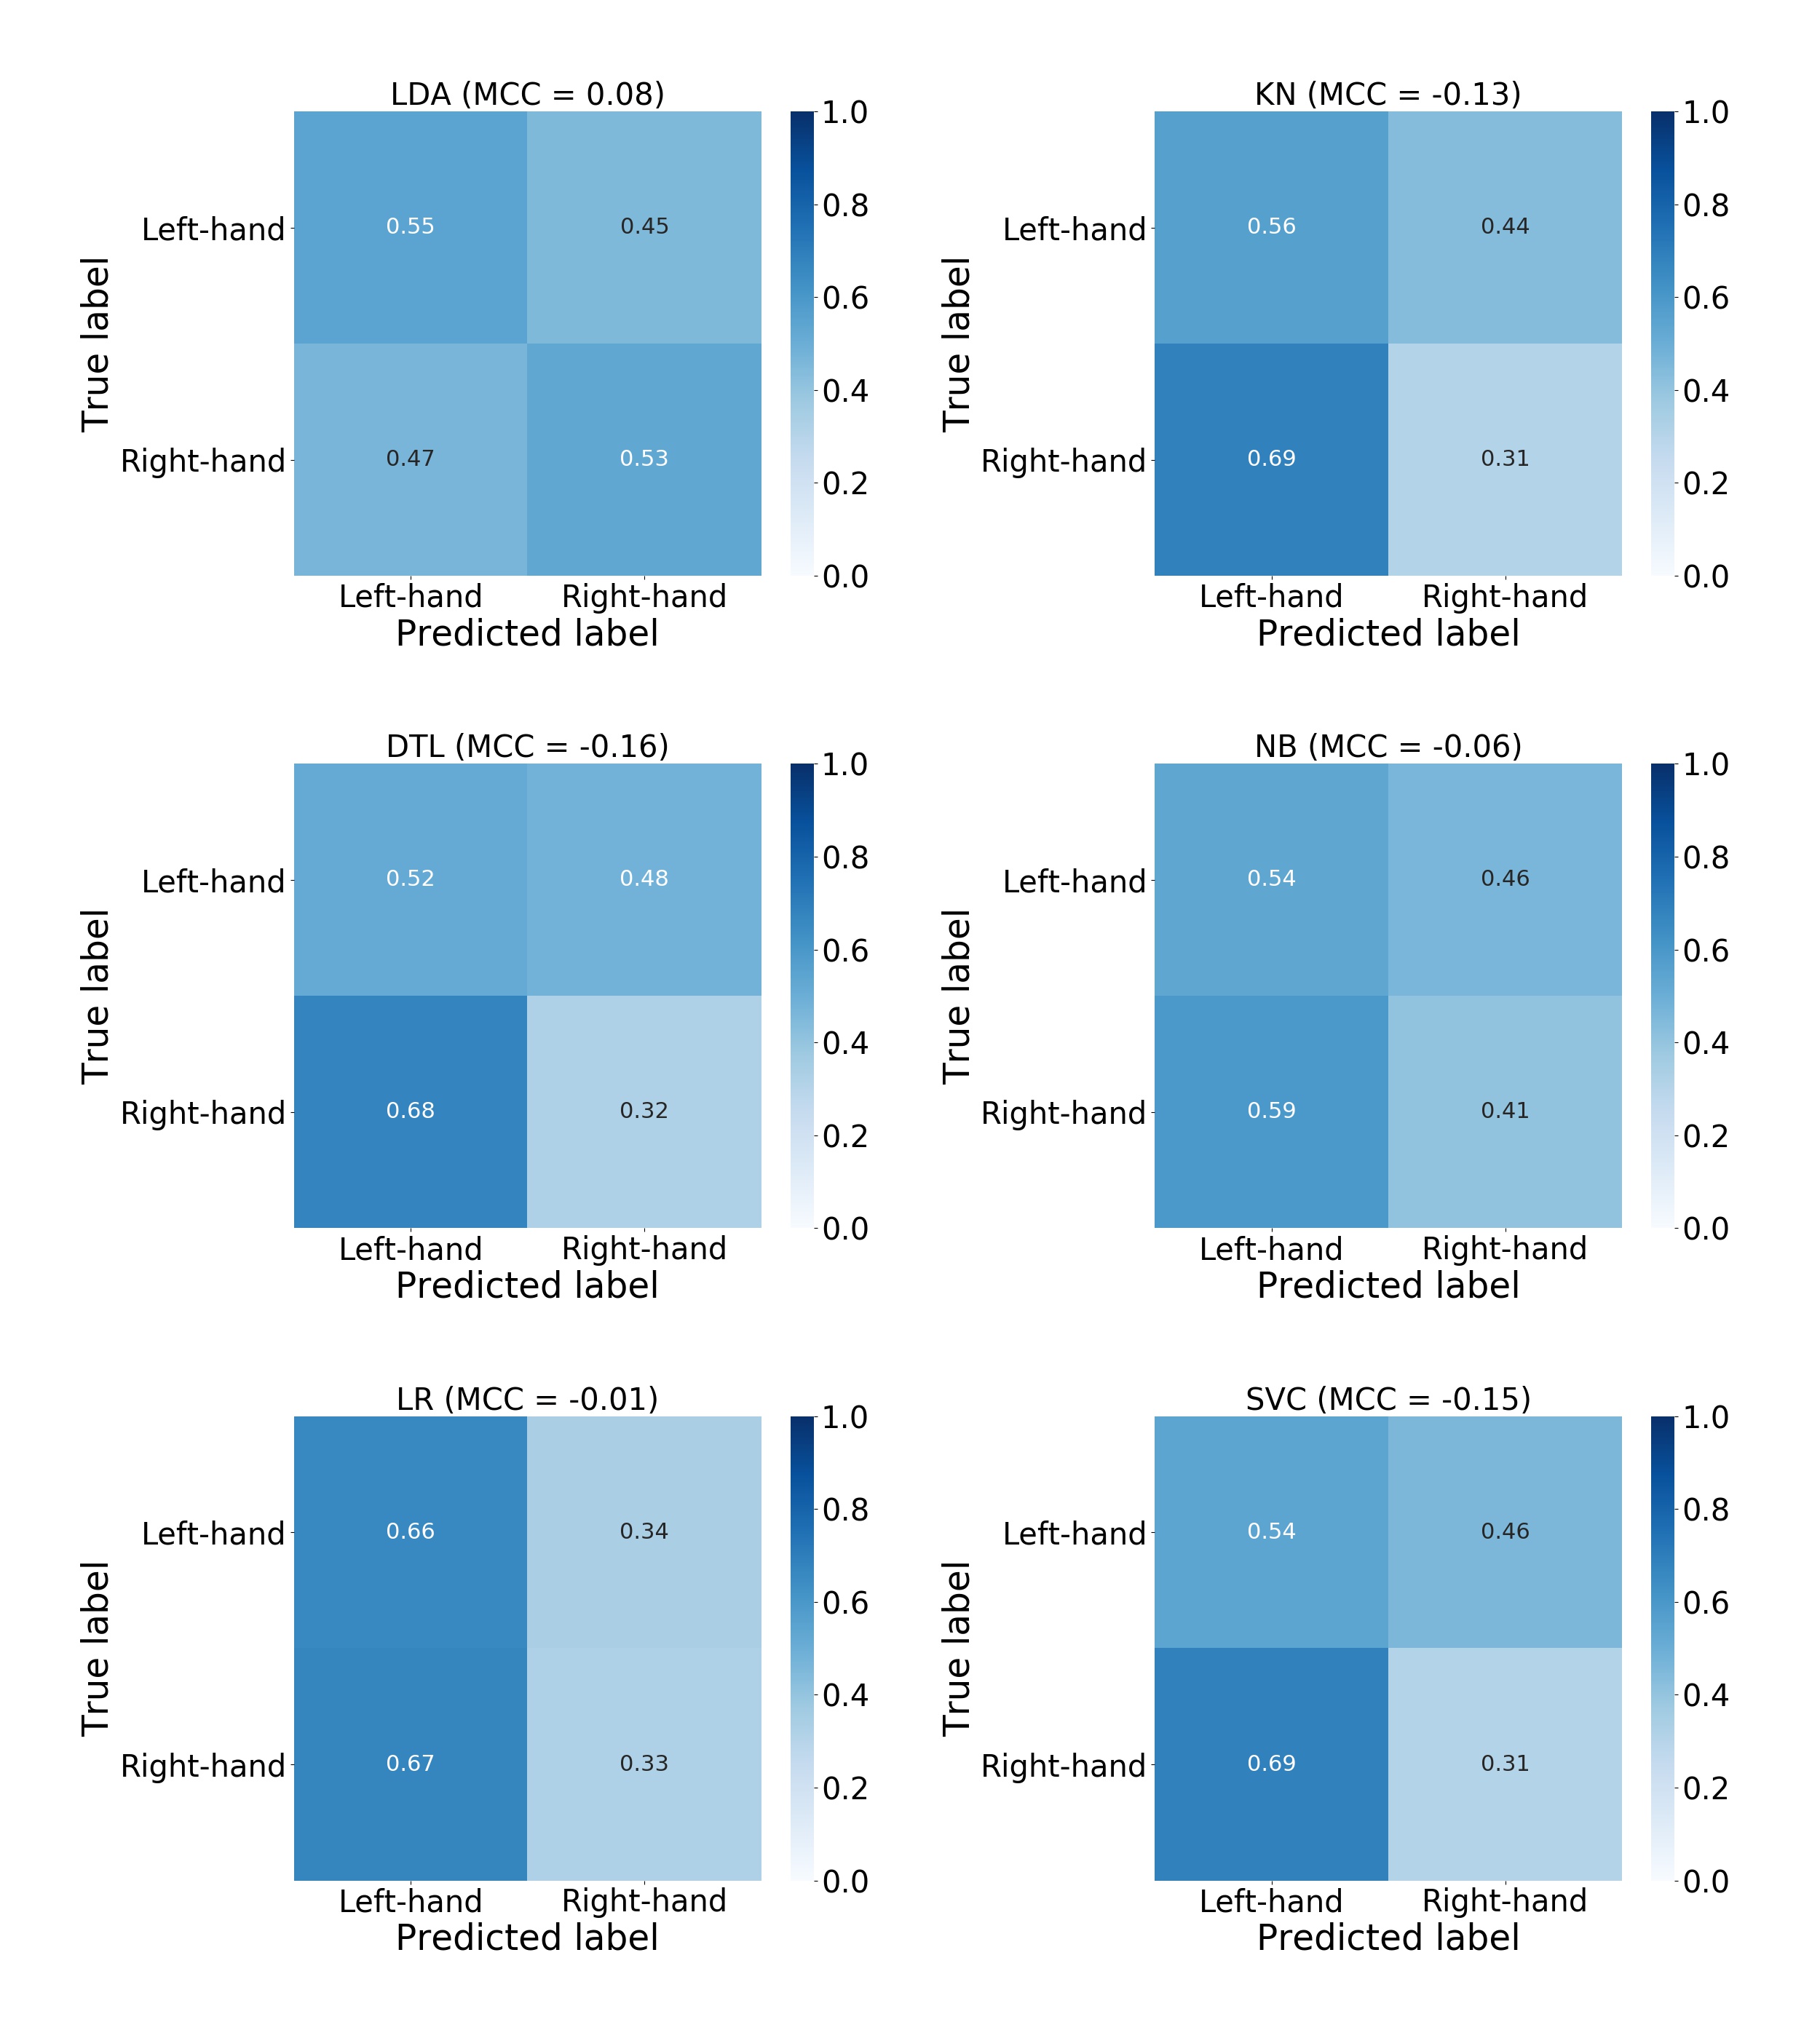 LDA (MCC = 0.08)
True label
Left-hand
0.55
0.45
Right-hand
0.47
0.53
Left-hand
Right-hand
Predicted label
1.0
0.8
0.6
0.4
0.2
0.0
KN (MCC = -0.13)
True label
Left-hand
0.56
0.44
Right-hand
0.69
0.31
Left-hand
Right-hand
Predicted label
1.0
0.8
0.6
0.4
0.2
0.0
DTL (MCC = -0.16)
True label
Left-hand
0.52
0.48
Right-hand
0.68
0.32
Left-hand
Right-hand
Predicted label
1.0
0.8
0.6
0.4
0.2
0.0
NB (MCC = -0.06)
True label
Left-hand
0.54
0.46
Right-hand
0.59
0.41
Left-hand
Right-hand
Predicted label
1.0
0.8
0.6
0.4
0.2
0.0
LR (MCC = -0.01)
True label
Left-hand
0.66
0.34
Right-hand
0.67
0.33
Left-hand
Right-hand
Predicted label
1.0
0.8
0.6
0.4
0.2
0.0
SVC (MCC = -0.15)
True label
Left-hand
0.54
0.46
Right-hand
0.69
0.31
Left-hand
Right-hand
Predicted label
1.0
0.8
0.6
0.4
0.2
0.0